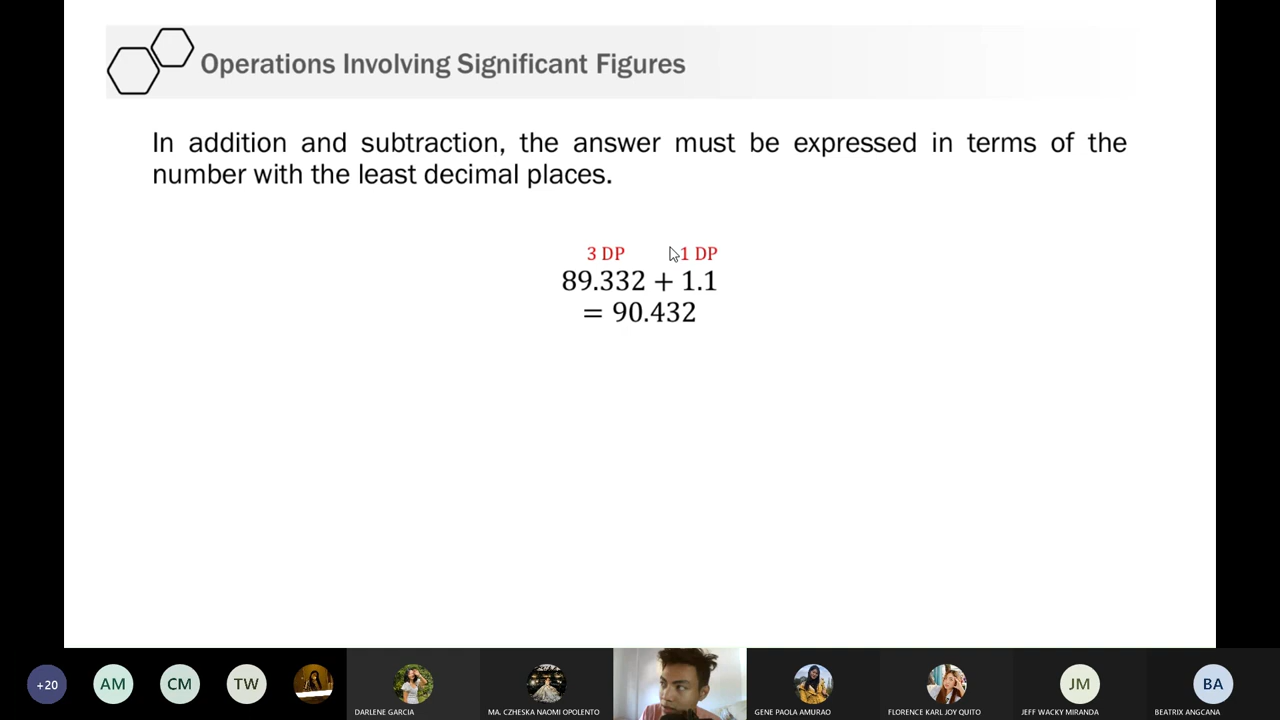 Operations Involving Significant Figures
In addition and subtraction, the answer must be expressed in terms of the
number with the least decimal places.
3 DP 1 DP
89.332 + 1.1
= 90.432
+20 AM CM TW JM BA
DARLENE GARCIA MA. CZHESKA NAOMI OPOLENTO GENE PAOLA AMURAO FLORENCE KARL JOY QUITO JEFF WACKY MIRANDA BEATRIX ANGCANA